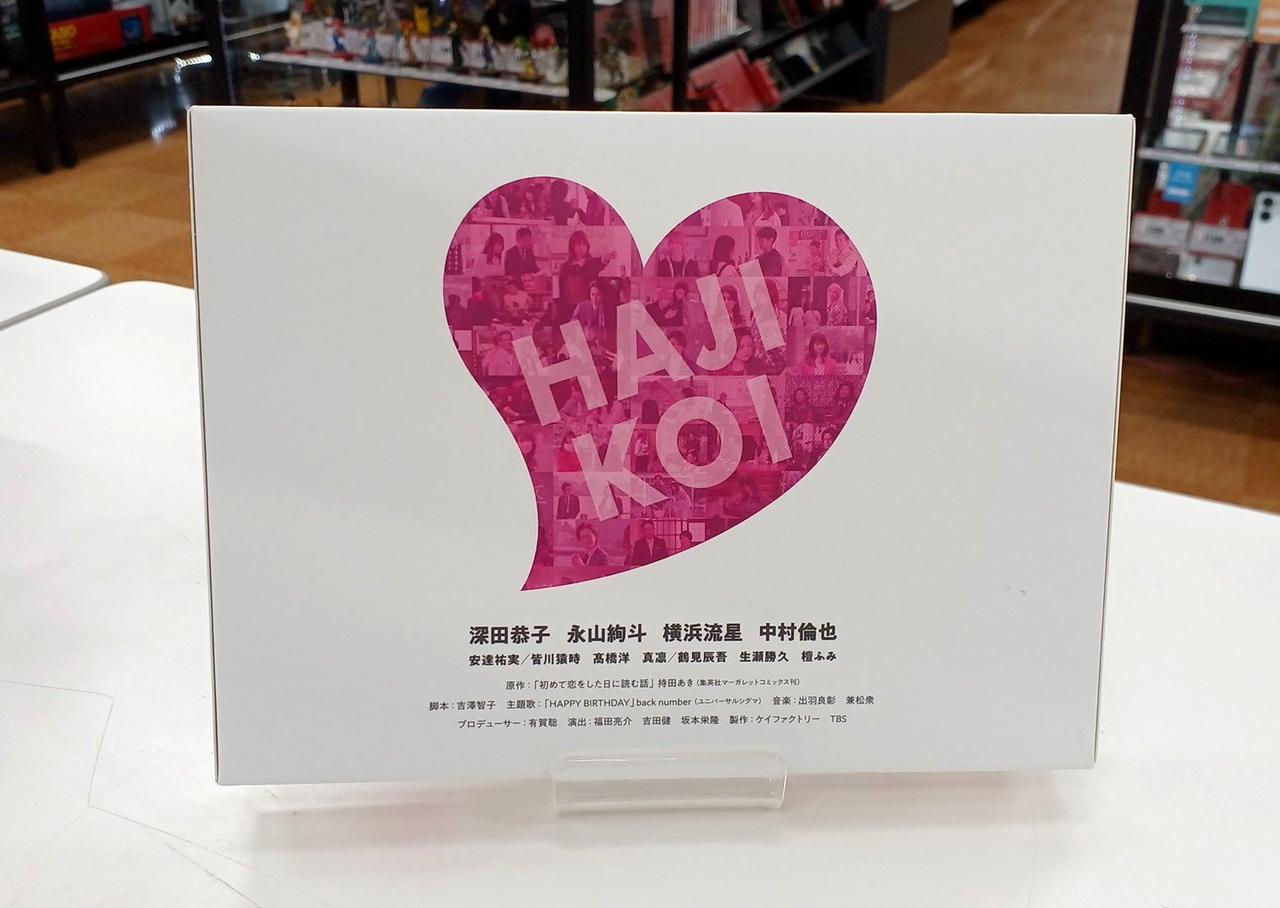 HAJI
KOI
深田恭子 永山絢斗 横浜流星 中村倫也
安達祐実／皆川猿時 髙橋洋 真凛／鶴見辰吾 生瀬勝久 檀ふみ
原作：「初めて恋をした日に読む話」持田あき（集英社マーガレットコミックス刊）
脚本：吉澤智子 主題歌：「HAPPY BIRTHDAY」back number（ユニバーサルシグマ） 音楽：出羽良彰 兼松衆
プロデューサー：有賀聡 演出：福田亮介 吉田健 坂本栄隆 製作：ケイファクトリー TBS